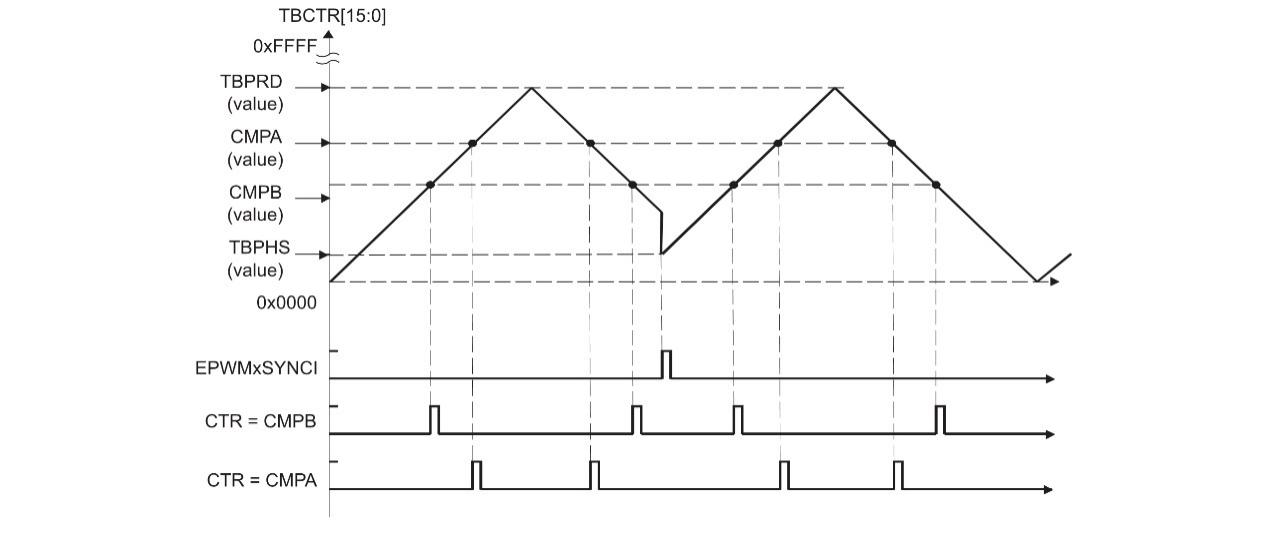 TBCTR[15:0]
0xFFFF
TBPRD
(value)
CMPA
(value)
CMPB
(value)
TBPHS
(value)
0x0000
EPWMxSYNCI
CTR = CMPB
CTR = CMPA